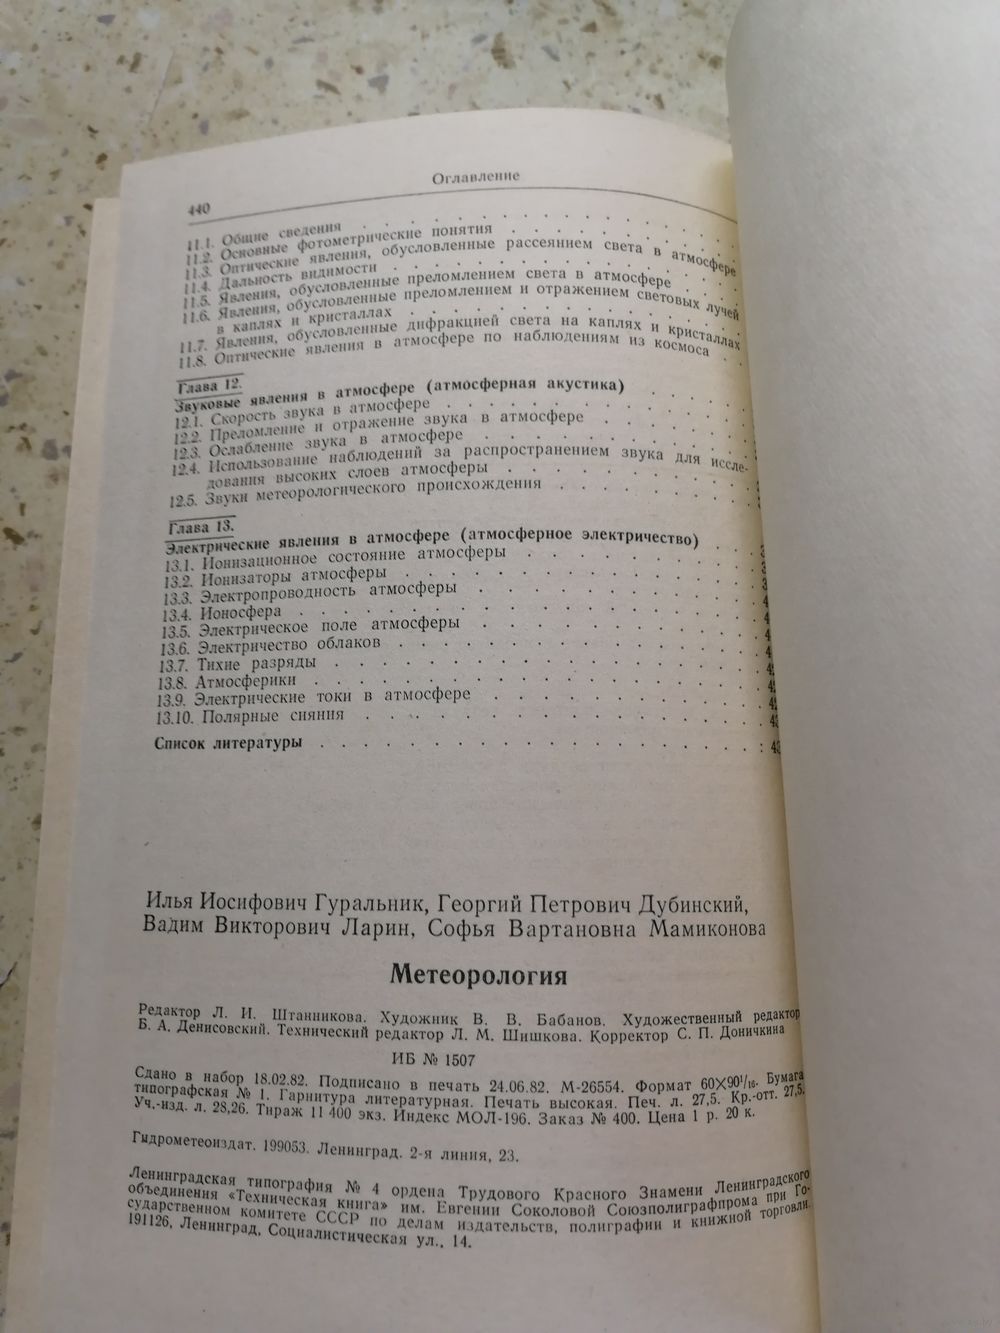 Оглавление
440
11.1. Общие сведения
11.2. Основные фотометрические понятия
11.3. Оптические явления, обусловленные рассеянием света в атмосфере
11.4. Дальность видимости
11.5. Явления, обусловленные преломлением света в атмосфере
11.6. Явления, обусловленные преломлением и отражением световых лучей
в каплях и кристаллах
11.7. Явления, обусловленные дифракцией света на каплях и кристаллах
11.8. Оптические явления в атмосфере по наблюдениям из космоса
Глава 12.
Звуковые явления в атмосфере (атмосферная акустика)
12.1. Скорость звука в атмосфере
12.2. Преломление и отражение звука в атмосфере
12.3. Ослабление звука в атмосфере
12.4. Использование наблюдений за распространением звука для иссле-
дования высоких слоев атмосферы
12.5. Звуки метеорологического происхождения
Глава 13.
Электрические явления в атмосфере (атмосферное электричество)
13.1. Ионизационное состояние атмосферы
13.2. Ионизаторы атмосферы
13.3. Электропроводность атмосферы
13.4. Ионосфера
13.5. Электрическое поле атмосферы
13.6. Электричество облаков
13.7. Тихие разряды
13.8. Атмосферики
13.9. Электрические токи в атмосфере
13.10. Полярные сияния
Список литературы
Илья Иосифович Гуральник, Георгий Петрович Дубинский,
Вадим Викторович Ларин, Софья Вартановна Мамиконова
Метеорология
Редактор Л. И. Штанникова. Художник В. В. Бабанов. Художественный редактор
Б. А. Денисовский. Технический редактор Л. М. Шишкова. Корректор С. П. Доничкина
ИБ № 1507
Сдано в набор 18.02.82. Подписано в печать 24.06.82. М-26554. Формат 60×90¹/₁₆. Бумага
типографская № 1. Гарнитура литературная. Печать высокая. Печ. л. 27,5. Кр.-отт. 27,5.
Уч.-изд. л. 28,26. Тираж 11 400 экз. Индекс МОЛ-196. Заказ № 400. Цена 1 р. 20 к.
Гидрометеоиздат. 199053. Ленинград. 2-я линия, 23.
Ленинградская типография № 4 ордена Трудового Красного Знамени Ленинградского
объединения «Техническая книга» им. Евгении Соколовой Союзполиграфпрома при Го-
сударственном комитете СССР по делам издательств, полиграфии и книжной торговли.
191126, Ленинград, Социалистическая ул., 14.